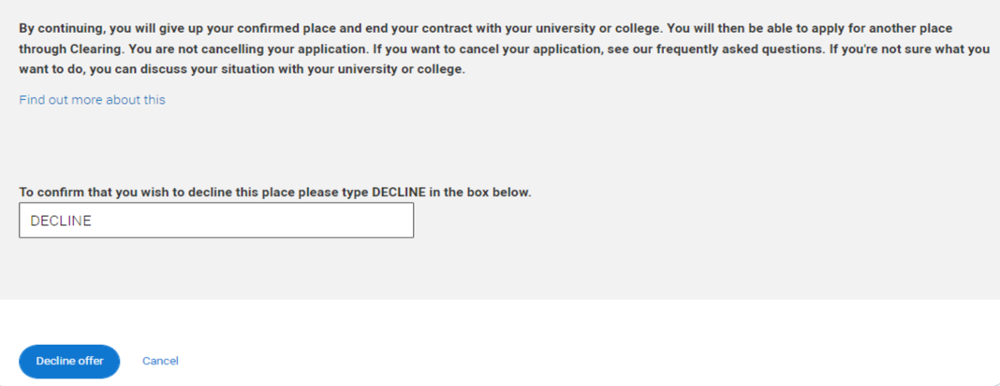 By continuing, you will give up your confirmed place and end your contract with your university or college. You will then be able to apply for another place
through Clearing. You are not cancelling your application. If you want to cancel your application, see our frequently asked questions. If you're not sure what you
want to do, you can discuss your situation with your university or college.
Find out more about this
To confirm that you wish to decline this place please type DECLINE in the box below.
DECLINE
Decline offer Cancel